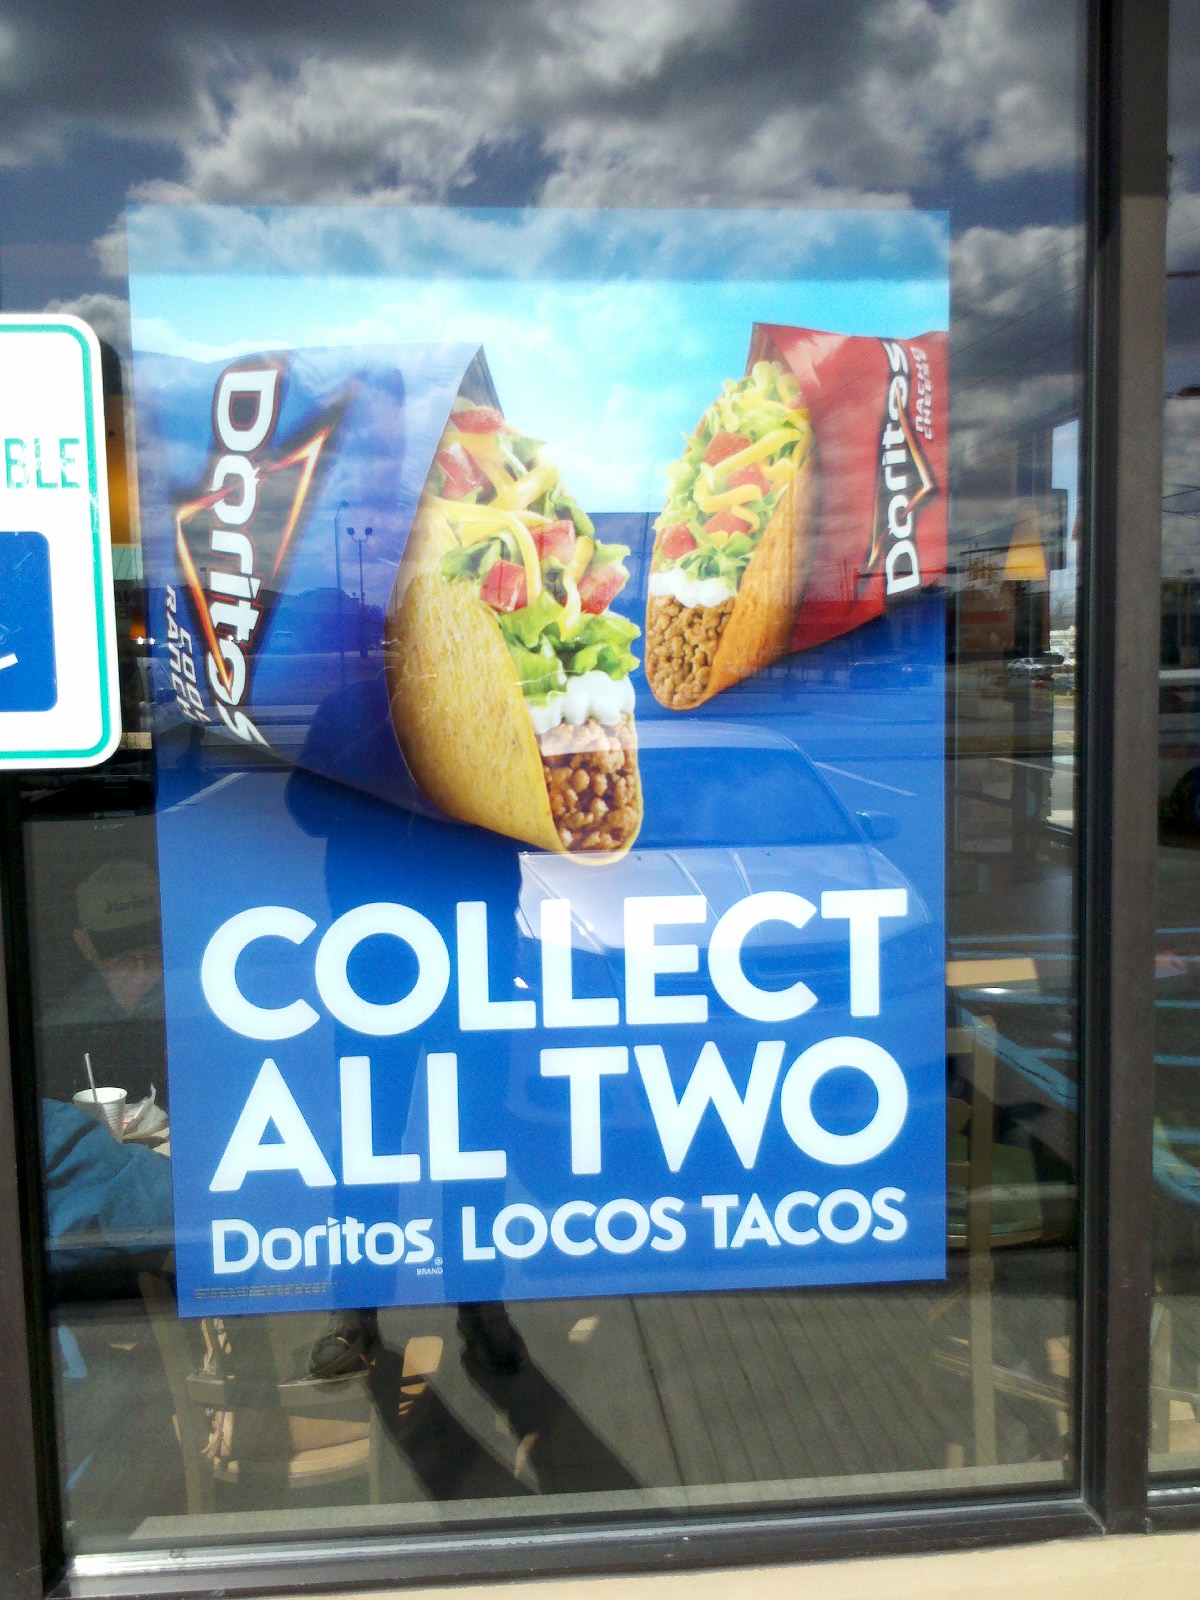 BLE
Doritos
COOL
RANCH
Doritos
NACHO
CHEESE
COLLECT
ALL TWO
Doritos® LOCOS TACOS
BRAND